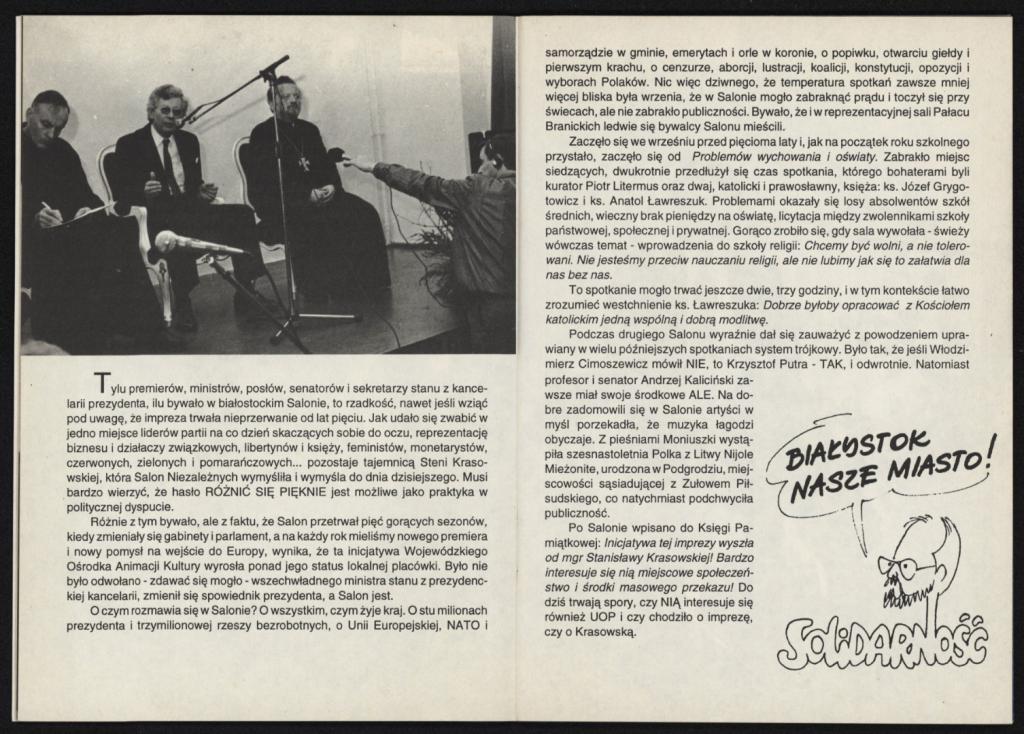 Tylu premierów, ministrów, posłów, senatorów i sekretarzy stanu z kance-
larii prezydenta, ilu bywało w białostockim Salonie, to rzadkość, nawet jeśli wziąć
pod uwagę, że impreza trwała nieprzerwanie od lat pięciu. Jak udało się zwabić w
jedno miejsce liderów partii na co dzień skaczących sobie do oczu, reprezentację
biznesu i działaczy związkowych, libertynów i księży, feministów, monetarystów,
czerwonych, zielonych i pomarańczowych... pozostaje tajemnicą Steni Kraso-
wskiej, która Salon Niezależnych wymyśliła i wymyśla do dnia dzisiejszego. Musi
bardzo wierzyć, że hasło RÓŻNIĆ SIĘ PIĘKNIE jest możliwe jako praktyka w
politycznej dyspucie.
Różnie z tym bywało, ale z faktu, że Salon przetrwał pięć gorących sezonów,
kiedy zmieniały się gabinety i parlament, a na każdy rok mieliśmy nowego premiera
i nowy pomysł na wejście do Europy, wynika, że ta inicjatywa Wojewódzkiego
Ośrodka Animacji Kultury wyrosła ponad jego status lokalnej placówki. Było nie
było odwołano - zdawać się mogło - wszechwładnego ministra stanu z prezydenc-
kiej kancelarii, zmienił się spowiednik prezydenta, a Salon jest.
O czym rozmawia się w Salonie? O wszystkim, czym żyje kraj. O stu milionach
prezydenta i trzymilionowej rzeszy bezrobotnych, o Unii Europejskiej, NATO i
samorządzie w gminie, emerytach i orle w koronie, o popiwku, otwarciu giełdy i
pierwszym krachu, o cenzurze, aborcji, lustracji, koalicji, konstytucji, opozycji i
wyborach Polaków. Nic więc dziwnego, że temperatura spotkań zawsze mniej
więcej bliska była wrzenia, że w Salonie mogło zabraknąć prądu i toczył się przy
świecach, ale nie zabrakło publiczności. Bywało, że i w reprezentacyjnej sali Pałacu
Branickich ledwie się bywalcy Salonu mieścili.
Zaczęło się we wrześniu przed pięcioma laty i, jak na początek roku szkolnego
przystało, zaczęło się od Problemów wychowania i oświaty. Zabrakło miejsc
siedzących, dwukrotnie przedłużył się czas spotkania, którego bohaterami byli
kurator Piotr Litermus oraz dwaj, katolicki i prawosławny, księża: ks. Józef Grygo-
towicz i ks. Anatol Ławreszuk. Problemami okazały się losy absolwentów szkół
średnich, wieczny brak pieniędzy na oświatę, licytacja między zwolennikami szkoły
państwowej, społecznej i prywatnej. Gorąco zrobiło się, gdy sala wywołała - świeży
wówczas temat - wprowadzenia do szkoły religii: Chcemy być wolni, a nie tolero-
wani. Nie jesteśmy przeciw nauczaniu religii, ale nie lubimy jak się to załatwia dla
nas bez nas.
To spotkanie mogło trwać jeszcze dwie, trzy godziny, i w tym kontekście łatwo
zrozumieć westchnienie ks. Ławreszuka: Dobrze byłoby opracować z Kościołem
katolickim jedną wspólną i dobrą modlitwę.
Podczas drugiego Salonu wyraźnie dał się zauważyć z powodzeniem upra-
wiany w wielu późniejszych spotkaniach system trójkowy. Było tak, że jeśli Włodzi-
mierz Cimoszewicz mówił NIE, to Krzysztof Putra - TAK, i odwrotnie. Natomiast
profesor i senator Andrzej Kaliciński za-
wsze miał swoje środkowe ALE. Na do-
bre zadomowili się w Salonie artyści w
myśl porzekadła, że muzyka łagodzi
obyczaje. Z pieśniami Moniuszki wystą-
piła szesnastoletnia Polka z Litwy Nijole
Mieżonite, urodzona w Podgrodziu, miej-
scowości sąsiadującej z Zułowem Pił-
sudskiego, co natychmiast podchwyciła
publiczność.
Po Salonie wpisano do Księgi Pa-
miątkowej: Inicjatywa tej imprezy wyszła
od mgr Stanisławy Krasowskiej! Bardzo
interesuje się nią miejscowe społeczeń-
stwo i środki masowego przekazu! Do
dziś trwają spory, czy NIĄ interesuje się
również UOP i czy chodziło o imprezę,
czy o Krasowską.
BIAŁYSTOK
NASZE MIASTO!
SOLIDARNOŚĆ